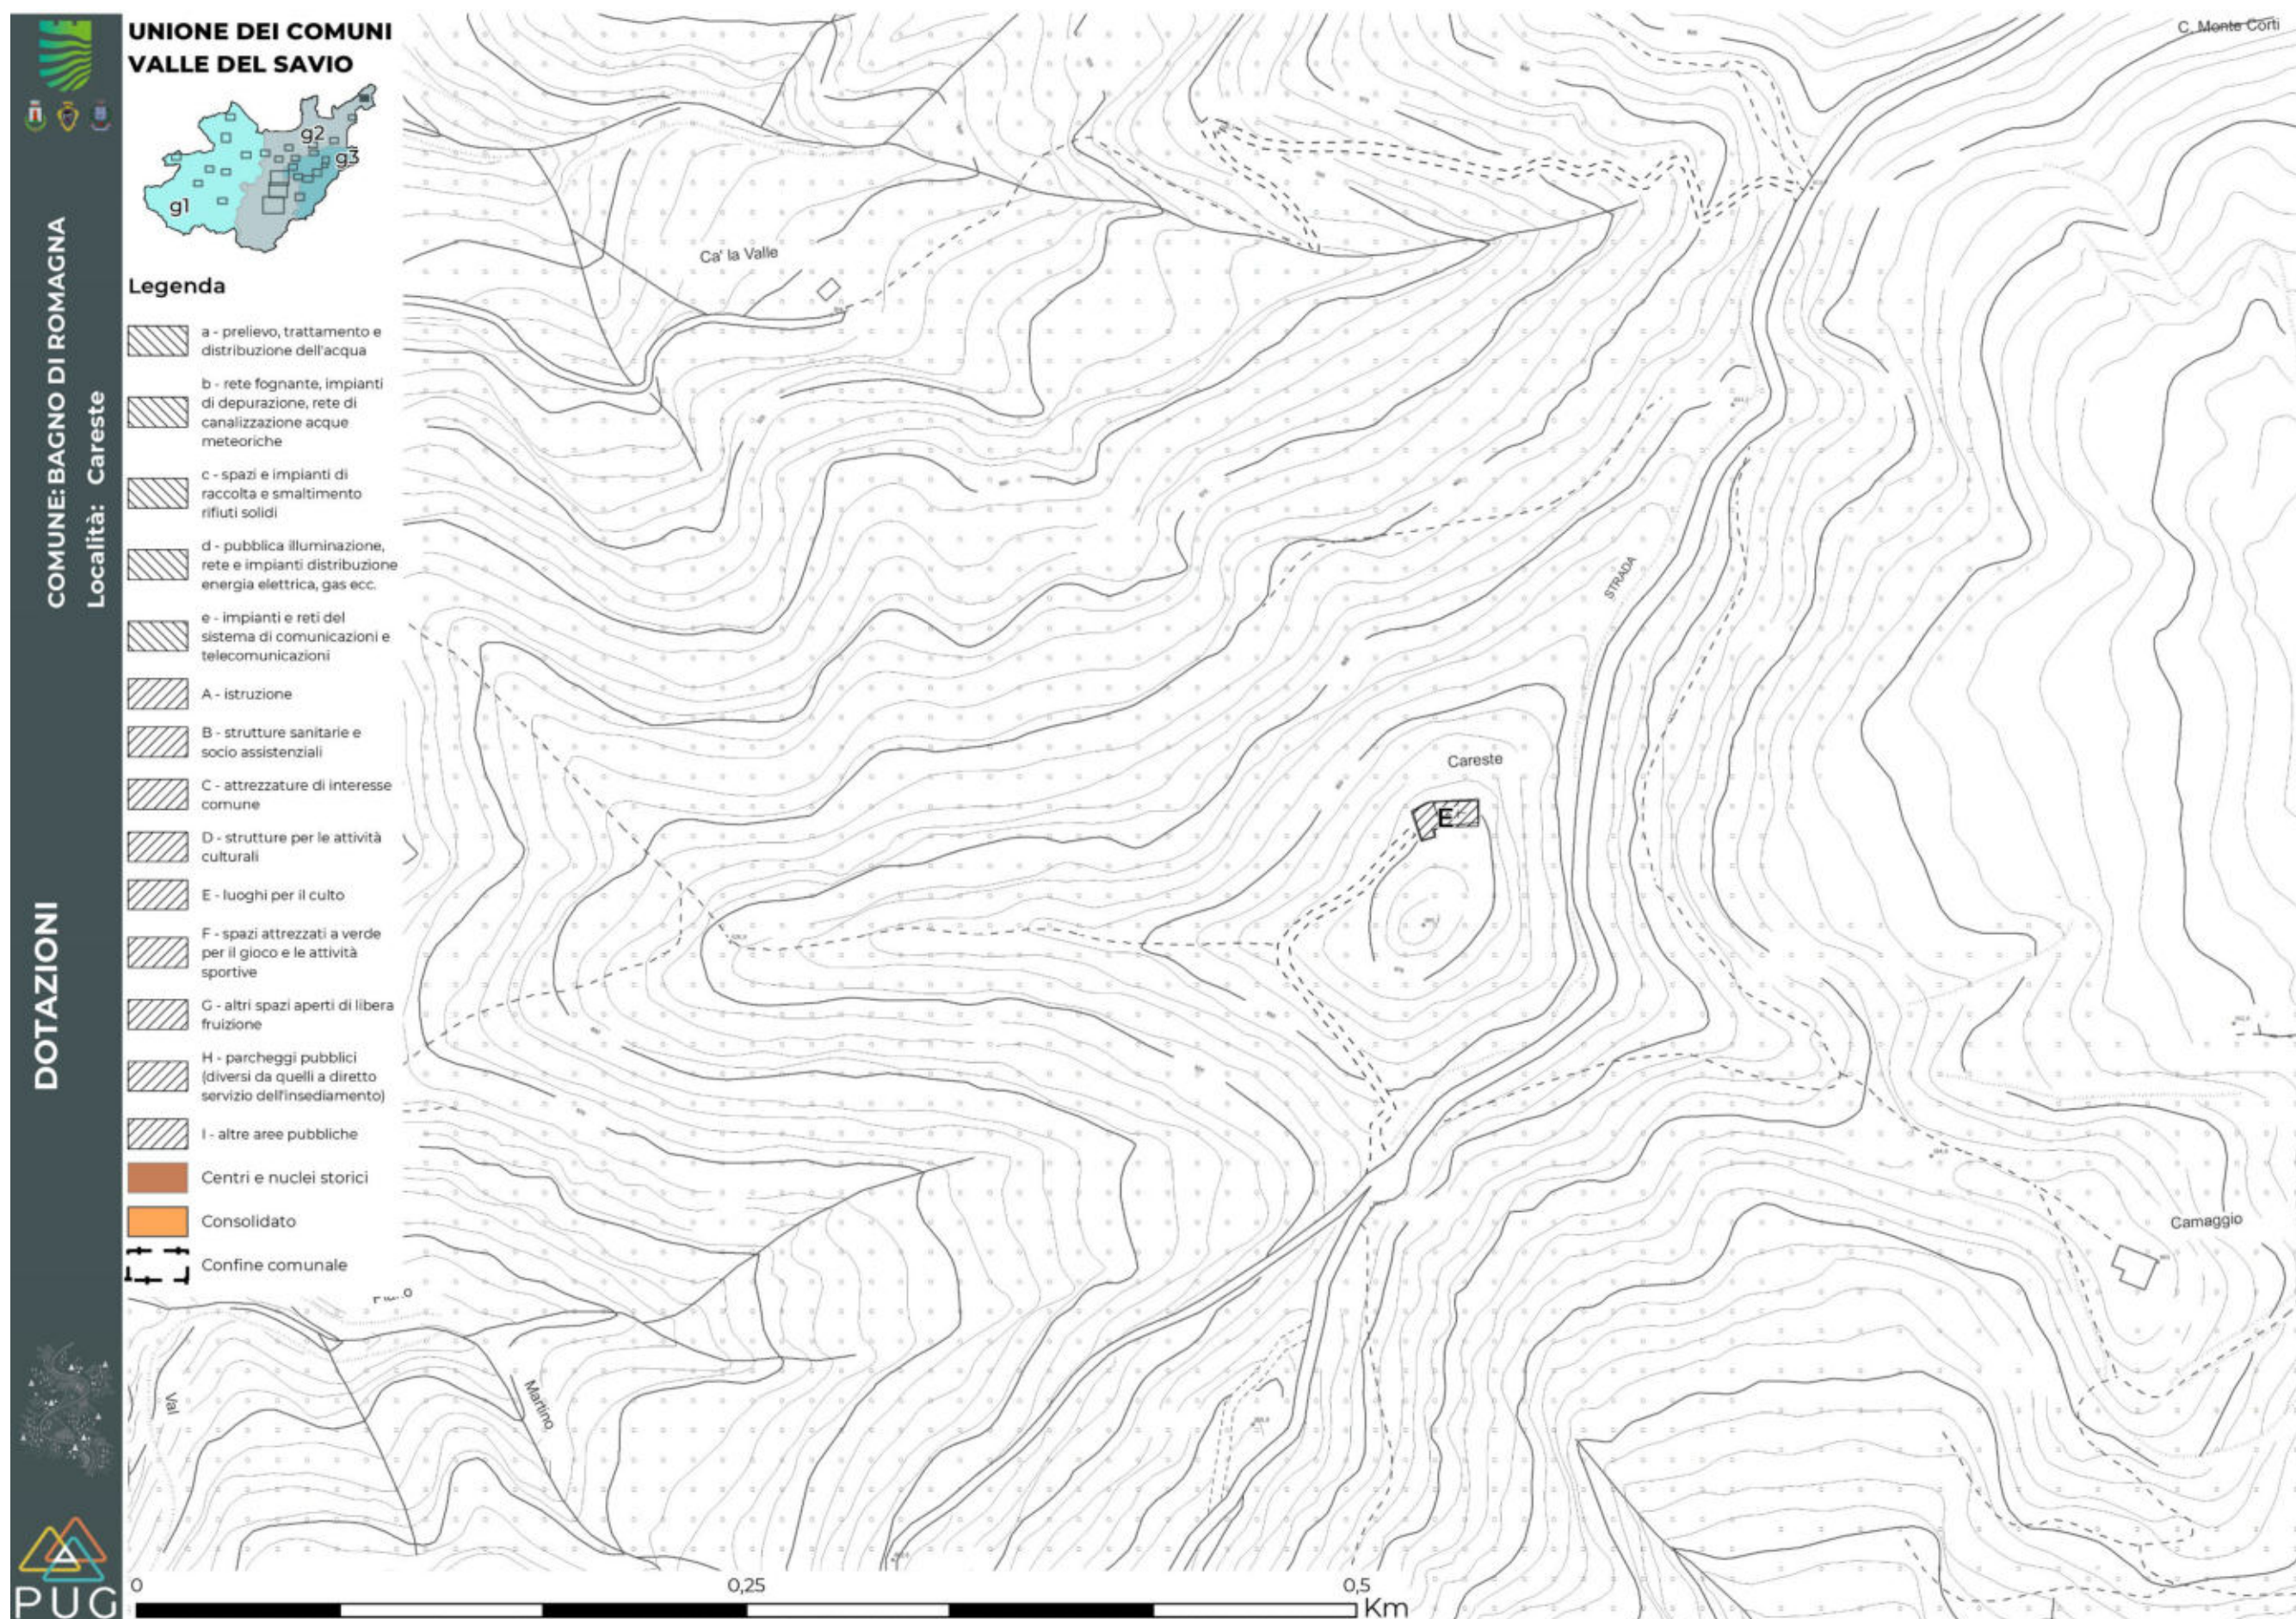 UNIONE DEI COMUNI
VALLE DEL SAVIO
g1
g2
g3
COMUNE: BAGNO DI ROMAGNA
Località: Careste
DOTAZIONI
PUG
Legenda
a - prelievo, trattamento e
distribuzione dell'acqua
b - rete fognante, impianti
di depurazione, rete di
canalizzazione acque
meteoriche
c - spazi e impianti di
raccolta e smaltimento
rifiuti solidi
d - pubblica illuminazione,
rete e impianti distribuzione
energia elettrica, gas ecc.
e - impianti e reti del
sistema di comunicazioni e
telecomunicazioni
A - istruzione
B - strutture sanitarie e
socio assistenziali
C - attrezzature di interesse
comune
D - strutture per le attività
culturali
E - luoghi per il culto
F - spazi attrezzati a verde
per il gioco e le attività
sportive
G - altri spazi aperti di libera
fruizione
H - parcheggi pubblici
(diversi da quelli a diretto
servizio dell'insediamento)
I - altre aree pubbliche
Centri e nuclei storici
Consolidato
Confine comunale
C. Monte Corti
Ca' la Valle
STRADA
Careste
E
Camaggio
Val
Martino
0
0,25
0,5
Km